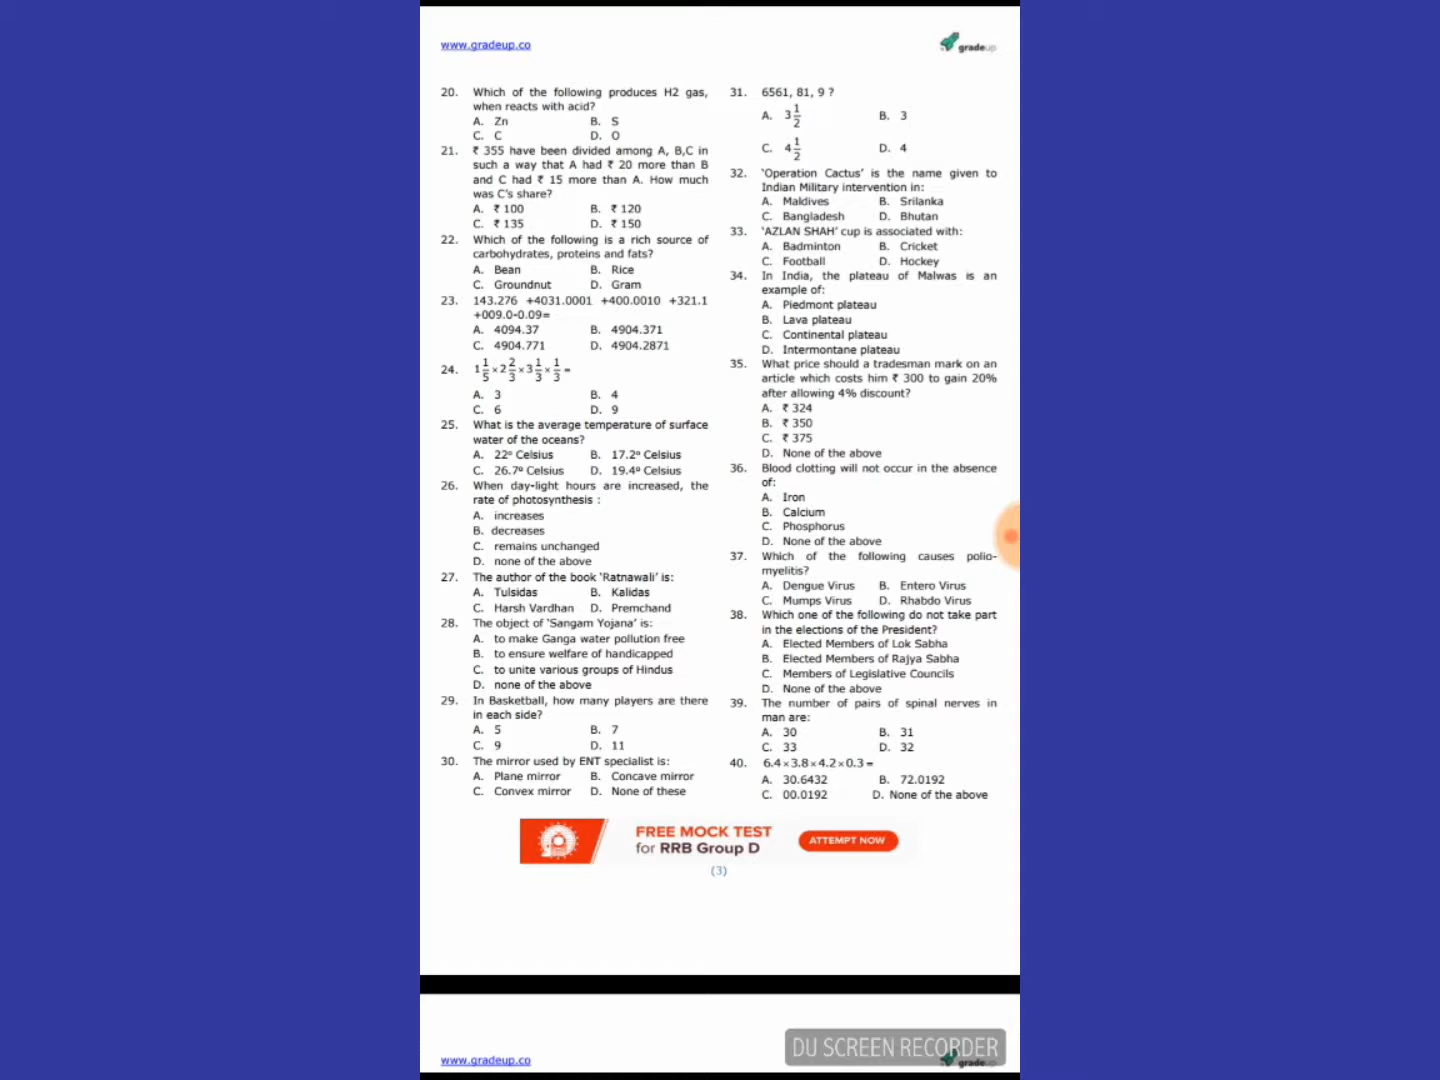 www.gradeup.co
gradeup
20. Which of the following produces H2 gas,
when reacts with acid?
A. Zn B. S
C. C D. O
21. ₹ 355 have been divided among A, B,C in
such a way that A had ₹ 20 more than B
and C had ₹ 15 more than A. How much
was C's share?
A. ₹ 100 B. ₹ 120
C. ₹ 135 D. ₹ 150
22. Which of the following is a rich source of
carbohydrates, proteins and fats?
A. Bean B. Rice
C. Groundnut D. Gram
23. 143.276 +4031.0001 +400.0010 +321.1
+009.0-0.09=
A. 4094.37 B. 4904.371
C. 4904.771 D. 4904.2871
24. 1 1/5 × 2 2/3 × 3 1/3 × 1/3 =
A. 3 B. 4
C. 6 D. 9
25. What is the average temperature of surface
water of the oceans?
A. 22° Celsius B. 17.2° Celsius
C. 26.7° Celsius D. 19.4° Celsius
26. When day-light hours are increased, the
rate of photosynthesis :
A. increases
B. decreases
C. remains unchanged
D. none of the above
27. The author of the book 'Ratnawali' is:
A. Tulsidas B. Kalidas
C. Harsh Vardhan D. Premchand
28. The object of 'Sangam Yojana' is:
A. to make Ganga water pollution free
B. to ensure welfare of handicapped
C. to unite various groups of Hindus
D. none of the above
29. In Basketball, how many players are there
in each side?
A. 5 B. 7
C. 9 D. 11
30. The mirror used by ENT specialist is:
A. Plane mirror B. Concave mirror
C. Convex mirror D. None of these
31. 6561, 81, 9 ?
A. 3 1/2 B. 3
C. 4 1/2 D. 4
32. 'Operation Cactus' is the name given to
Indian Military intervention in:
A. Maldives B. Srilanka
C. Bangladesh D. Bhutan
33. 'AZLAN SHAH' cup is associated with:
A. Badminton B. Cricket
C. Football D. Hockey
34. In India, the plateau of Malwas is an
example of:
A. Piedmont plateau
B. Lava plateau
C. Continental plateau
D. Intermontane plateau
35. What price should a tradesman mark on an
article which costs him ₹ 300 to gain 20%
after allowing 4% discount?
A. ₹ 324
B. ₹ 350
C. ₹ 375
D. None of the above
36. Blood clotting will not occur in the absence
of:
A. Iron
B. Calcium
C. Phosphorus
D. None of the above
37. Which of the following causes polio-
myelitis?
A. Dengue Virus B. Entero Virus
C. Mumps Virus D. Rhabdo Virus
38. Which one of the following do not take part
in the elections of the President?
A. Elected Members of Lok Sabha
B. Elected Members of Rajya Sabha
C. Members of Legislative Councils
D. None of the above
39. The number of pairs of spinal nerves in
man are:
A. 30 B. 31
C. 33 D. 32
40. 6.4×3.8×4.2×0.3=
A. 30.6432 B. 72.0192
C. 00.0192 D. None of the above
FREE MOCK TEST
for RRB Group D
ATTEMPT NOW
(3)
DU SCREEN RECORDER
www.gradeup.co
gradeup